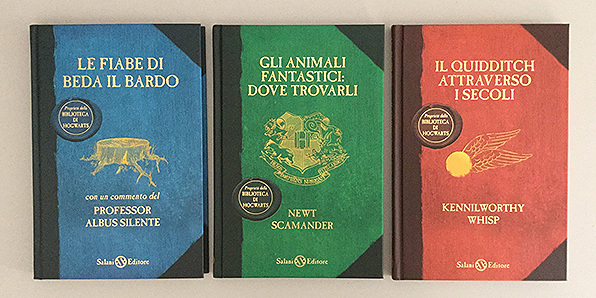 LE FIABE DI
BEDA IL BARDO
Proprietà della
BIBLIOTECA
DI
HOGWARTS
con un commento del
PROFESSOR
ALBUS SILENTE
Salani Editore
GLI ANIMALI
FANTASTICI:
DOVE TROVARLI
H
Proprietà della
BIBLIOTECA
DI
HOGWARTS
NEWT
SCAMANDER
Salani Editore
IL QUIDDITCH
ATTRAVERSO
I SECOLI
Proprietà della
BIBLIOTECA
DI
HOGWARTS
KENNILWORTHY
WHISP
Salani Editore